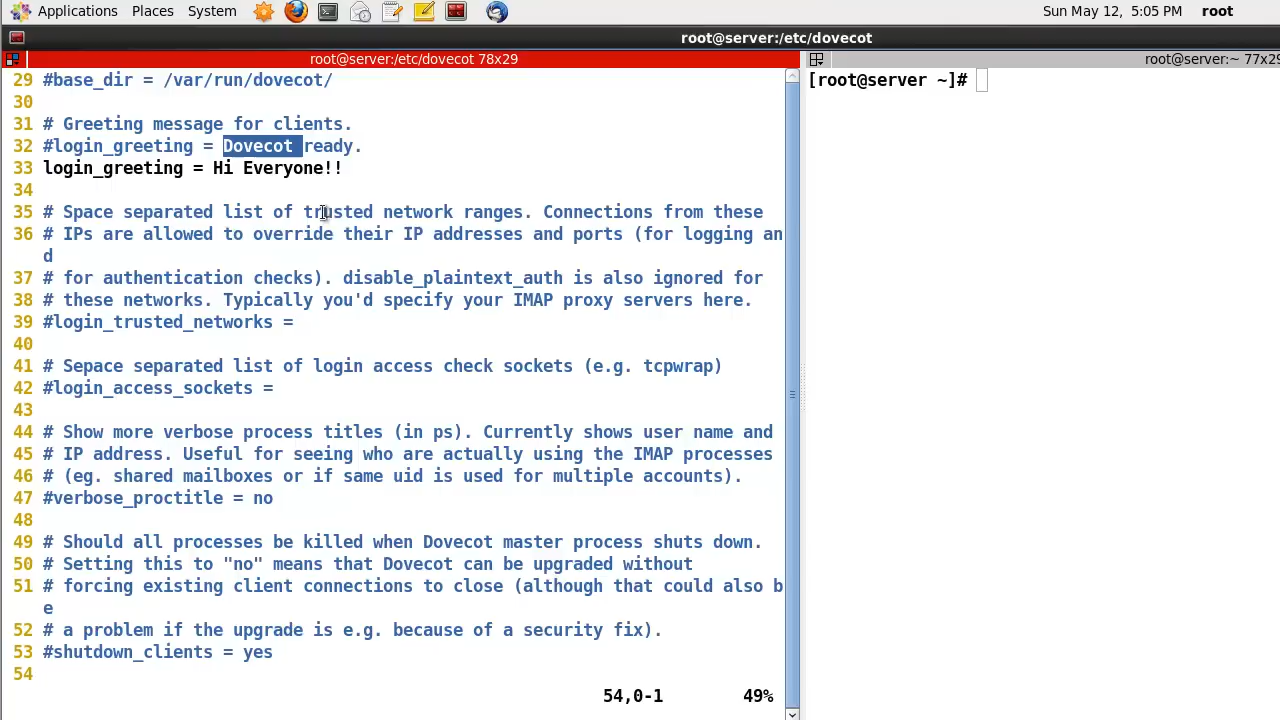 Applications Places System Sun May 12, 5:05 PM root
root@server:/etc/dovecot
root@server:/etc/dovecot 78x29
29 #base_dir = /var/run/dovecot/
30
31 # Greeting message for clients.
32 #login_greeting = Dovecot ready.
33 login_greeting = Hi Everyone!!
34
35 # Space separated list of trusted network ranges. Connections from these
36 # IPs are allowed to override their IP addresses and ports (for logging an
d
37 # for authentication checks). disable_plaintext_auth is also ignored for
38 # these networks. Typically you'd specify your IMAP proxy servers here.
39 #login_trusted_networks =
40
41 # Sepace separated list of login access check sockets (e.g. tcpwrap)
42 #login_access_sockets =
43
44 # Show more verbose process titles (in ps). Currently shows user name and
45 # IP address. Useful for seeing who are actually using the IMAP processes
46 # (eg. shared mailboxes or if same uid is used for multiple accounts).
47 #verbose_proctitle = no
48
49 # Should all processes be killed when Dovecot master process shuts down.
50 # Setting this to "no" means that Dovecot can be upgraded without
51 # forcing existing client connections to close (although that could also b
e
52 # a problem if the upgrade is e.g. because of a security fix).
53 #shutdown_clients = yes
54
54,0-1 49%
root@server:~ 77x29
[root@server ~]#